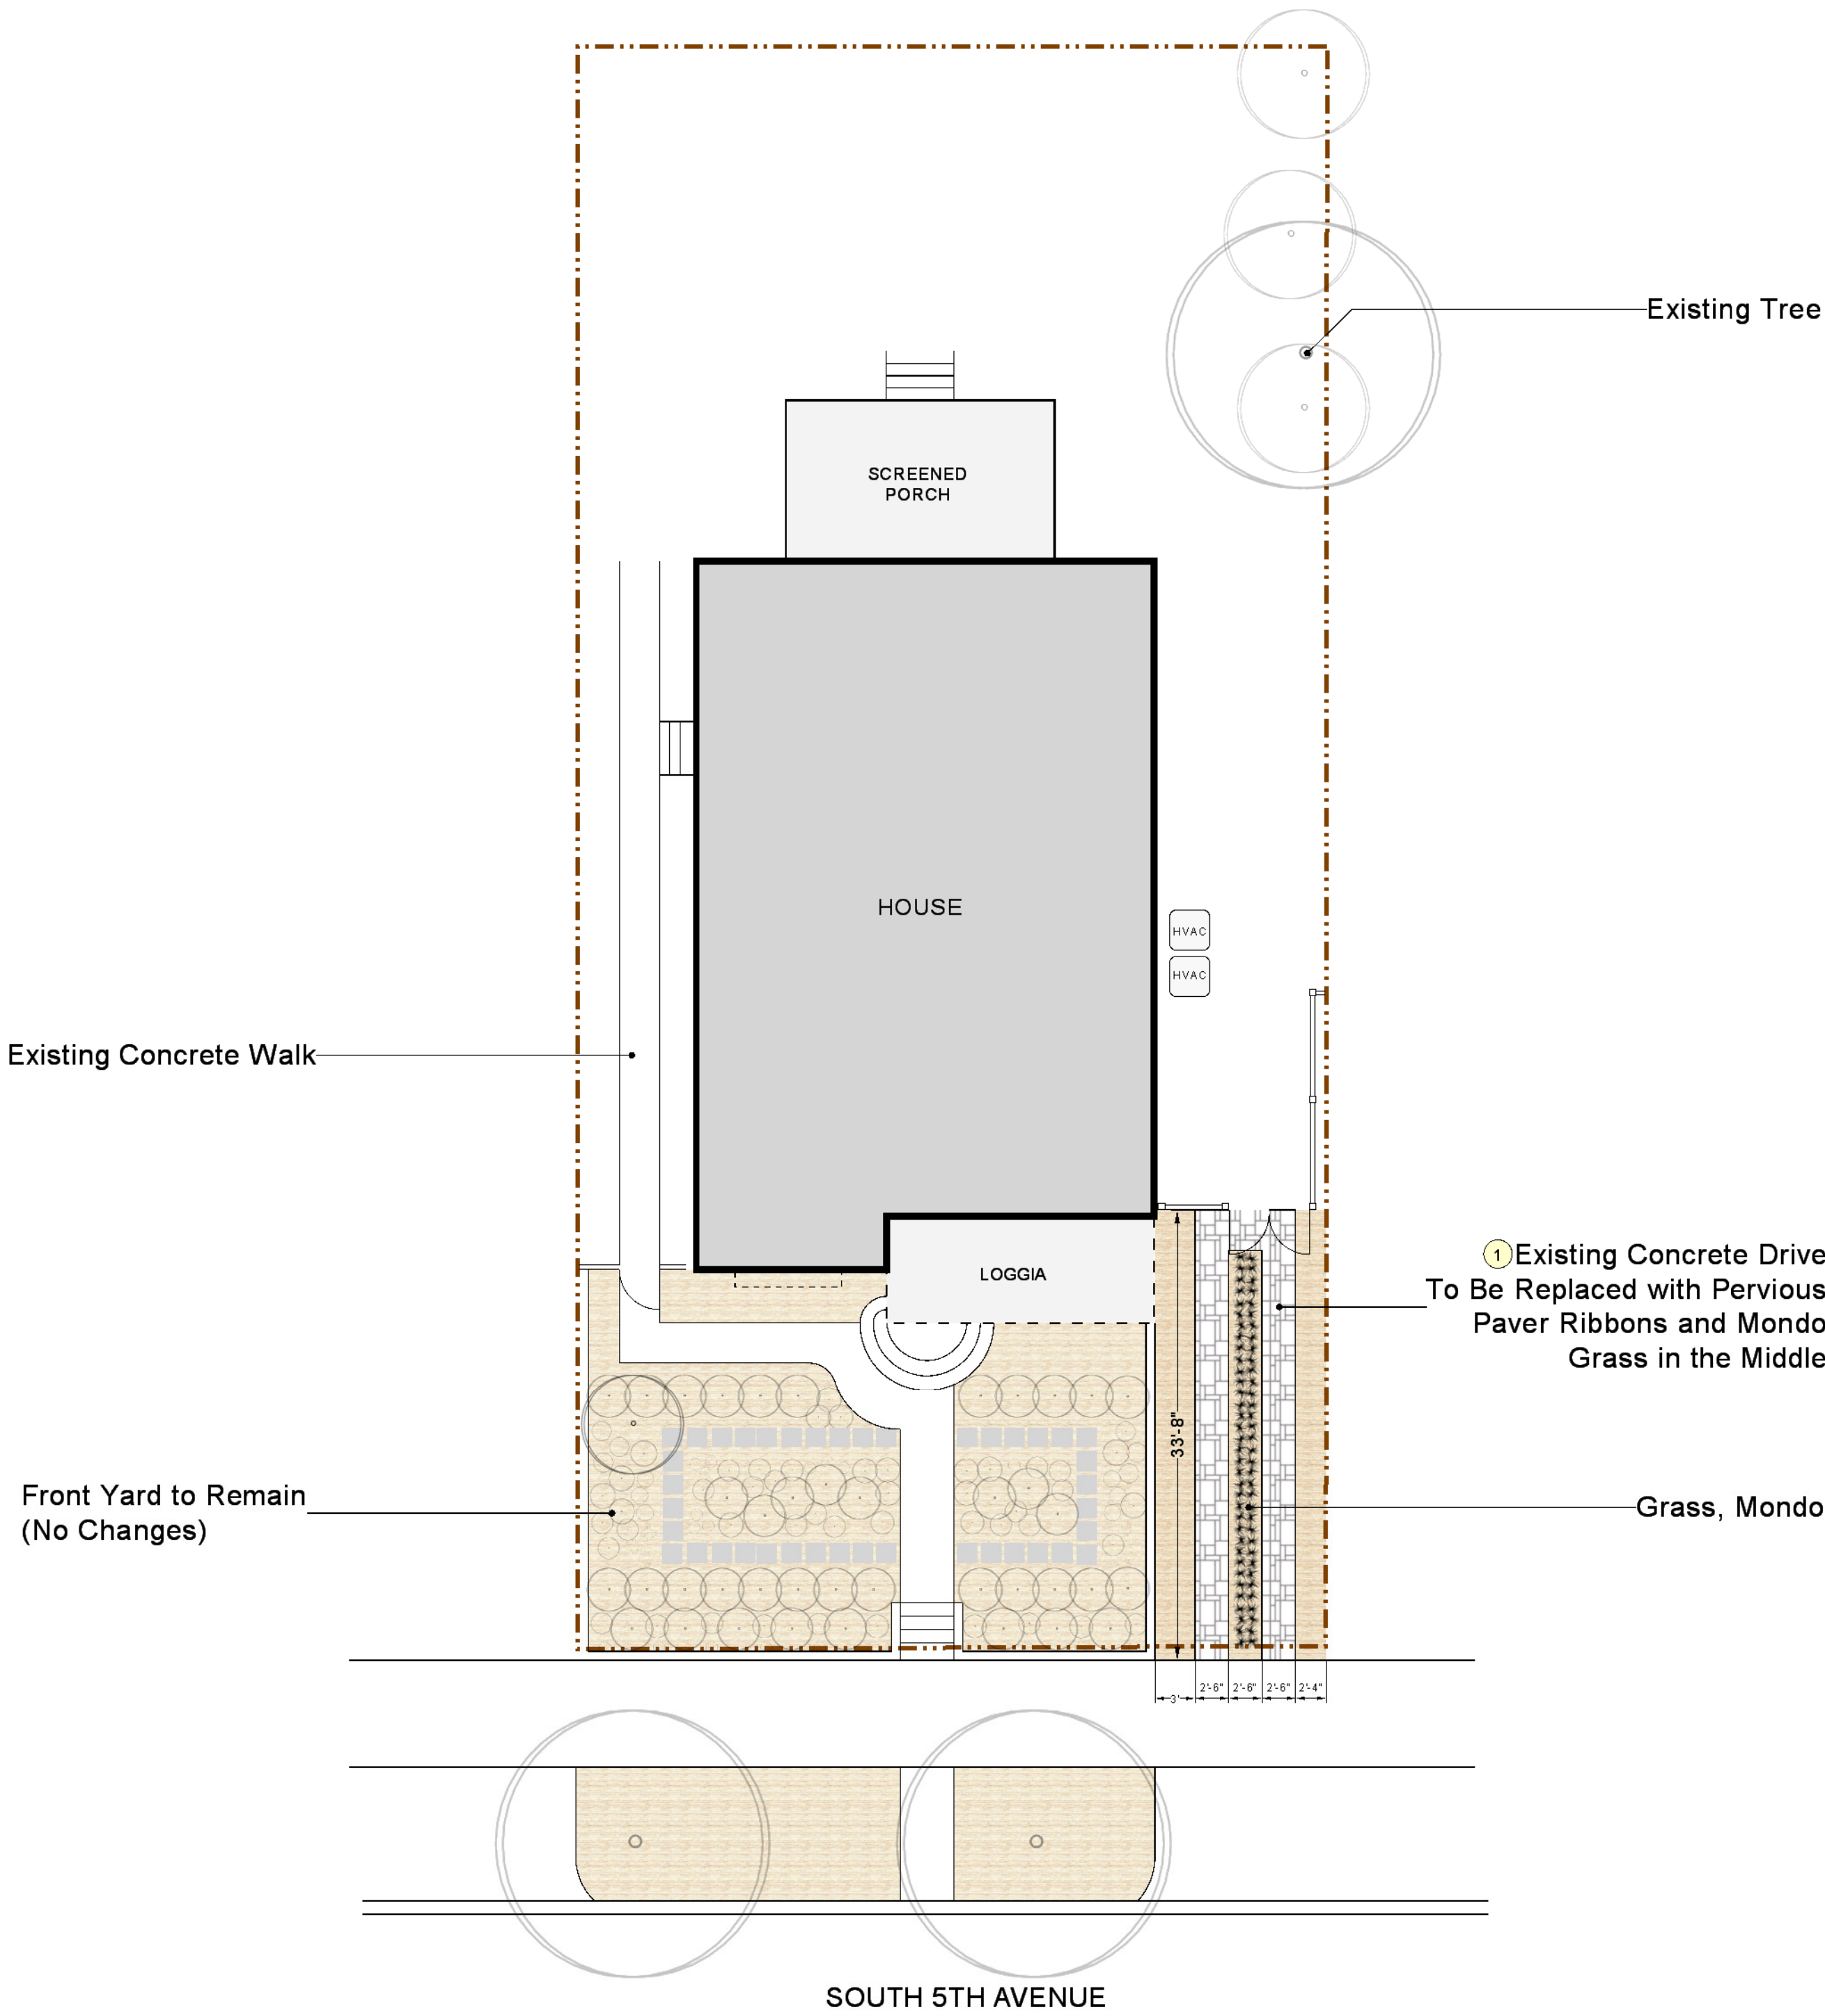 Existing Tree
SCREENED
PORCH
HOUSE
HVAC
HVAC
Existing Concrete Walk
1 Existing Concrete Drive
To Be Replaced with Pervious
Paver Ribbons and Mondo
Grass in the Middle
LOGGIA
33'-8"
Front Yard to Remain
(No Changes)
Grass, Mondo
3'
2'-6"
2'-6"
2'-6"
2'-4"
SOUTH 5TH AVENUE